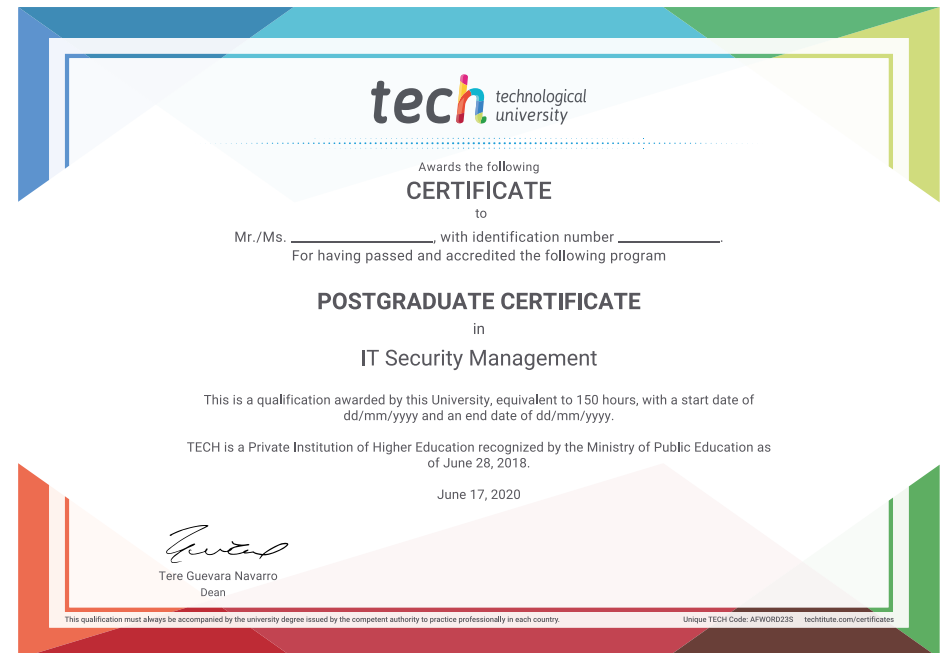 tech technological
university
Awards the following
CERTIFICATE
to
Mr./Ms. ____________________, with identification number ______________.
For having passed and accredited the following program
POSTGRADUATE CERTIFICATE
in
IT Security Management
This is a qualification awarded by this University, equivalent to 150 hours, with a start date of
dd/mm/yyyy and an end date of dd/mm/yyyy.
TECH is a Private Institution of Higher Education recognized by the Ministry of Public Education as
of June 28, 2018.
June 17, 2020
Tere Guevara Navarro
Dean
This qualification must always be accompanied by the university degree issued by the competent authority to practice professionally in each country.
Unique TECH Code: AFWORD23S techtitute.com/certificates